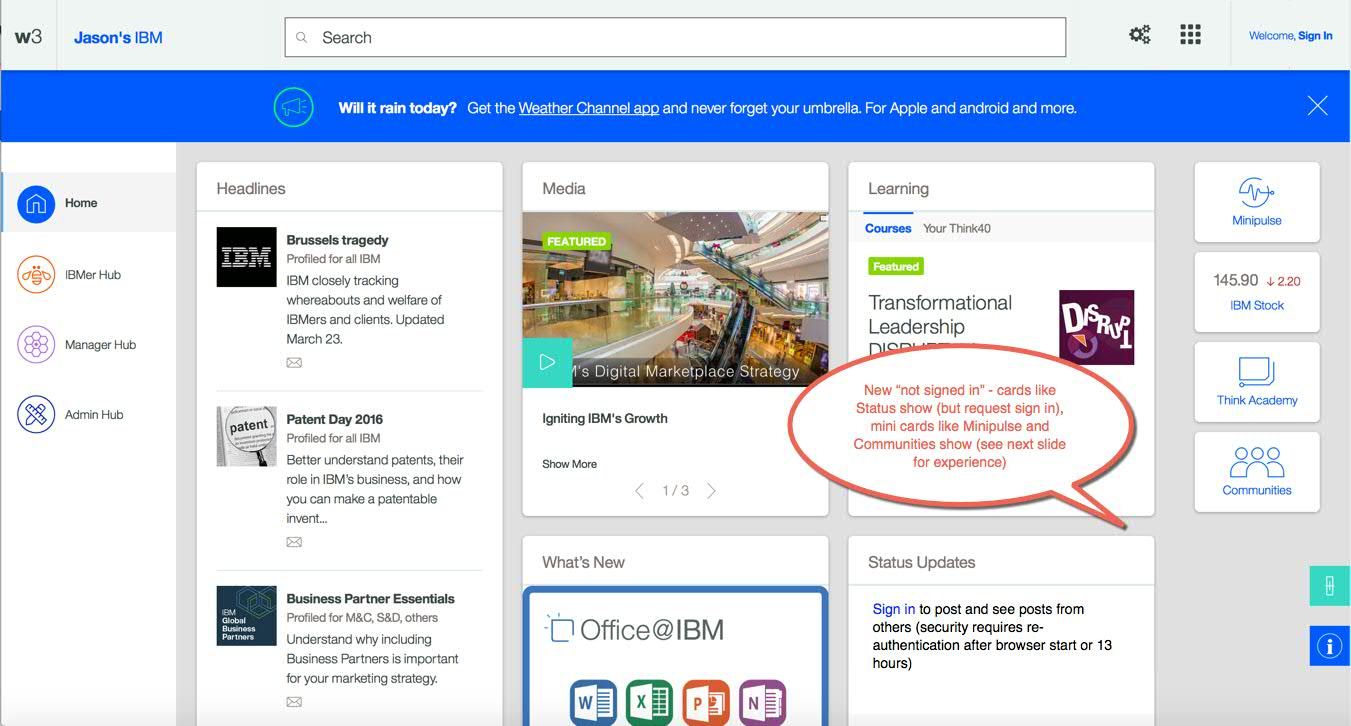 w3
Jason's IBM
Search
Welcome, Sign In
Will it rain today? Get the Weather Channel app and never forget your umbrella. For Apple and android and more.
Home
IBMer Hub
Manager Hub
Admin Hub
Headlines
IBM
Brussels tragedy
Profiled for all IBM
IBM closely tracking
whereabouts and welfare of
IBMers and clients. Updated
March 23.
patent
Patent Day 2016
Profiled for all IBM
Better understand patents, their
role in IBM's business, and how
you can make a patentable
invent...
IBM
Global
Business
Partners
Business Partner Essentials
Profiled for M&C, S&D, others
Understand why including
Business Partners is important
for your marketing strategy.
Media
FEATURED
M's Digital Marketplace Strategy
Igniting IBM's Growth
Show More
1 / 3
What's New
Office@IBM
W
X
P
N
Learning
Courses Your Think40
Featured
Transformational
Leadership
DISRUPT
New “not signed in” - cards like
Status show (but request sign in),
mini cards like Minipulse and
Communities show (see next slide
for experience)
Status Updates
Sign in to post and see posts from
others (security requires re-
authentication after browser start or 13
hours)
Minipulse
145.90 ↓2.20
IBM Stock
Think Academy
Communities